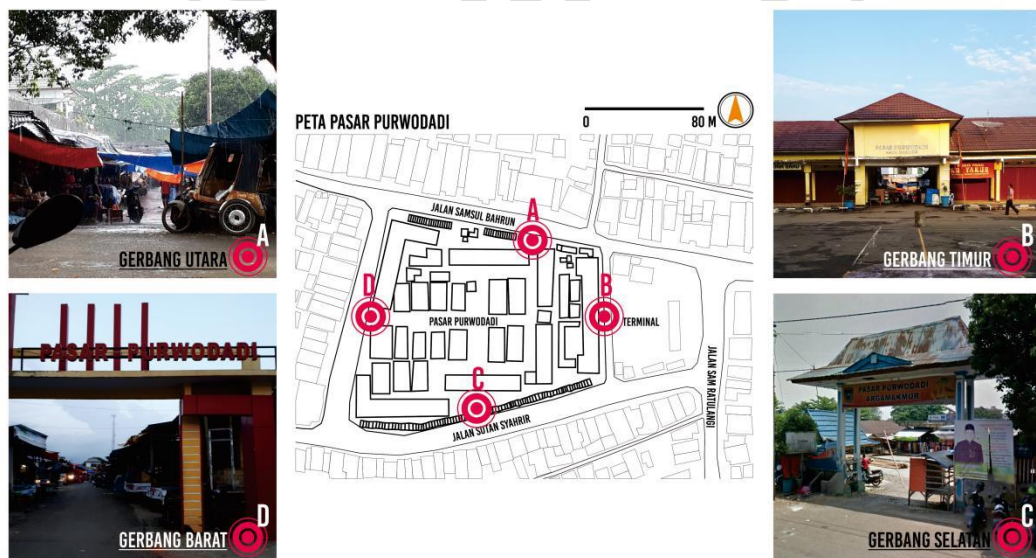 A
GERBANG UTARA
PASAR PURWODADI
D
GERBANG BARAT
PETA PASAR PURWODADI
0 80 M
JALAN SAMSUL BAHRUN
A
D
B
PASAR PURWODADI
TERMINAL
C
JALAN SUTAN SYAHRIR
JALAN SAM RATULANGI
PASAR PURWODADI
B
GERBANG TIMUR
PASAR PURWODADI
ARGAMAKMUR
C
GERBANG SELATAN